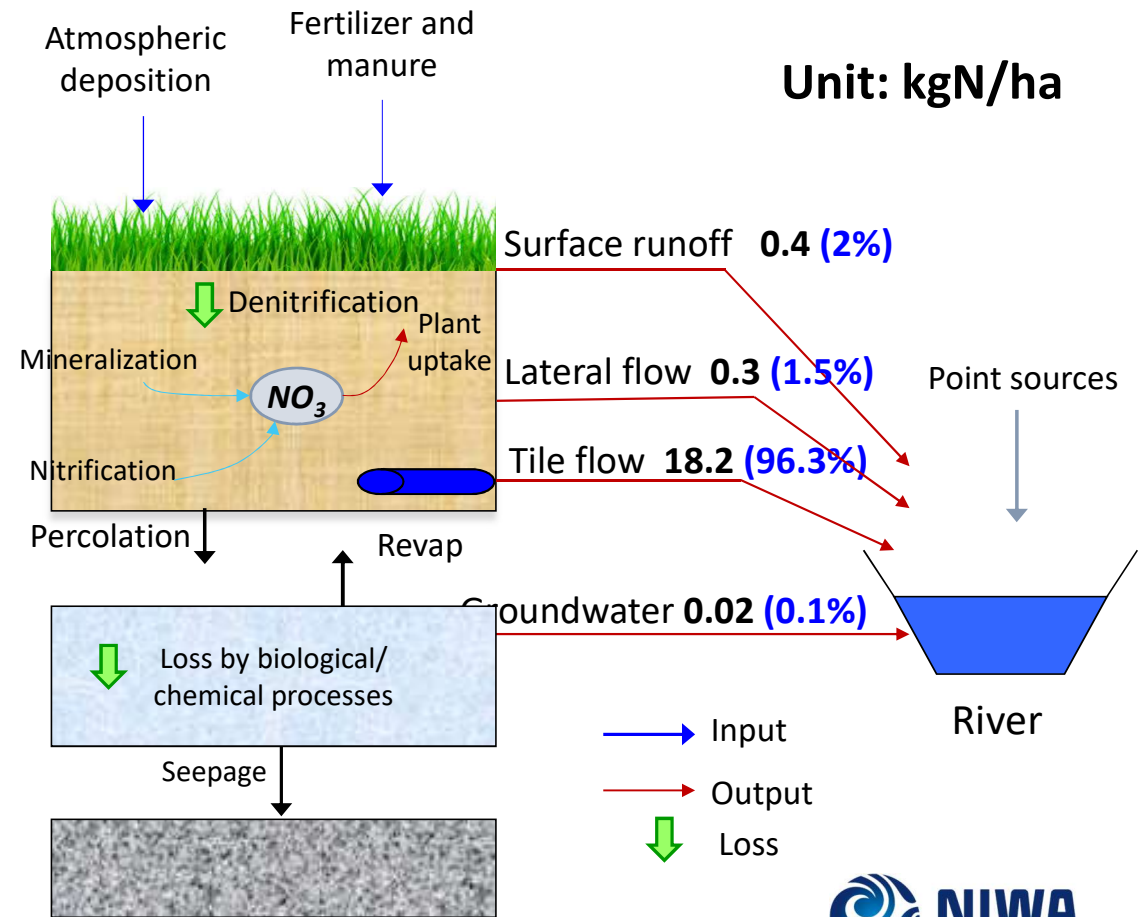 Atmospheric
deposition
Fertilizer and
manure
Unit: kgN/ha
Surface runoff 0.4 (2%)
Denitrification
Plant
uptake
Mineralization
NO3
Lateral flow 0.3 (1.5%)
Point sources
Nitrification
Tile flow 18.2 (96.3%)
Percolation
Revap
Groundwater 0.02 (0.1%)
Loss by biological/
chemical processes
River
Input
Seepage
Output
Loss
NIWA